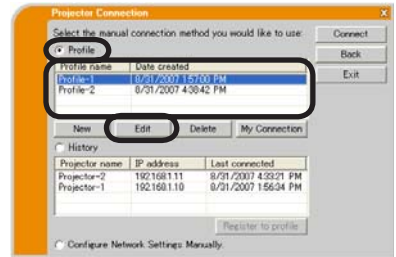 Projector Connection X
Select the manual connection method you would like to use: Connect
Profile Back
Profile name Date created Exit
Profile-1 8/31/2007 1:57:00 PM
Profile-2 8/31/2007 4:38:42 PM
New Edit Delete My Connection
History
Projector name IP address Last connected
Projector-2 192.168.1.11 8/31/2007 4:33:21 PM
Projector-1 192.168.1.10 8/31/2007 1:56:34 PM
Register to profile
Configure Network Settings Manually.